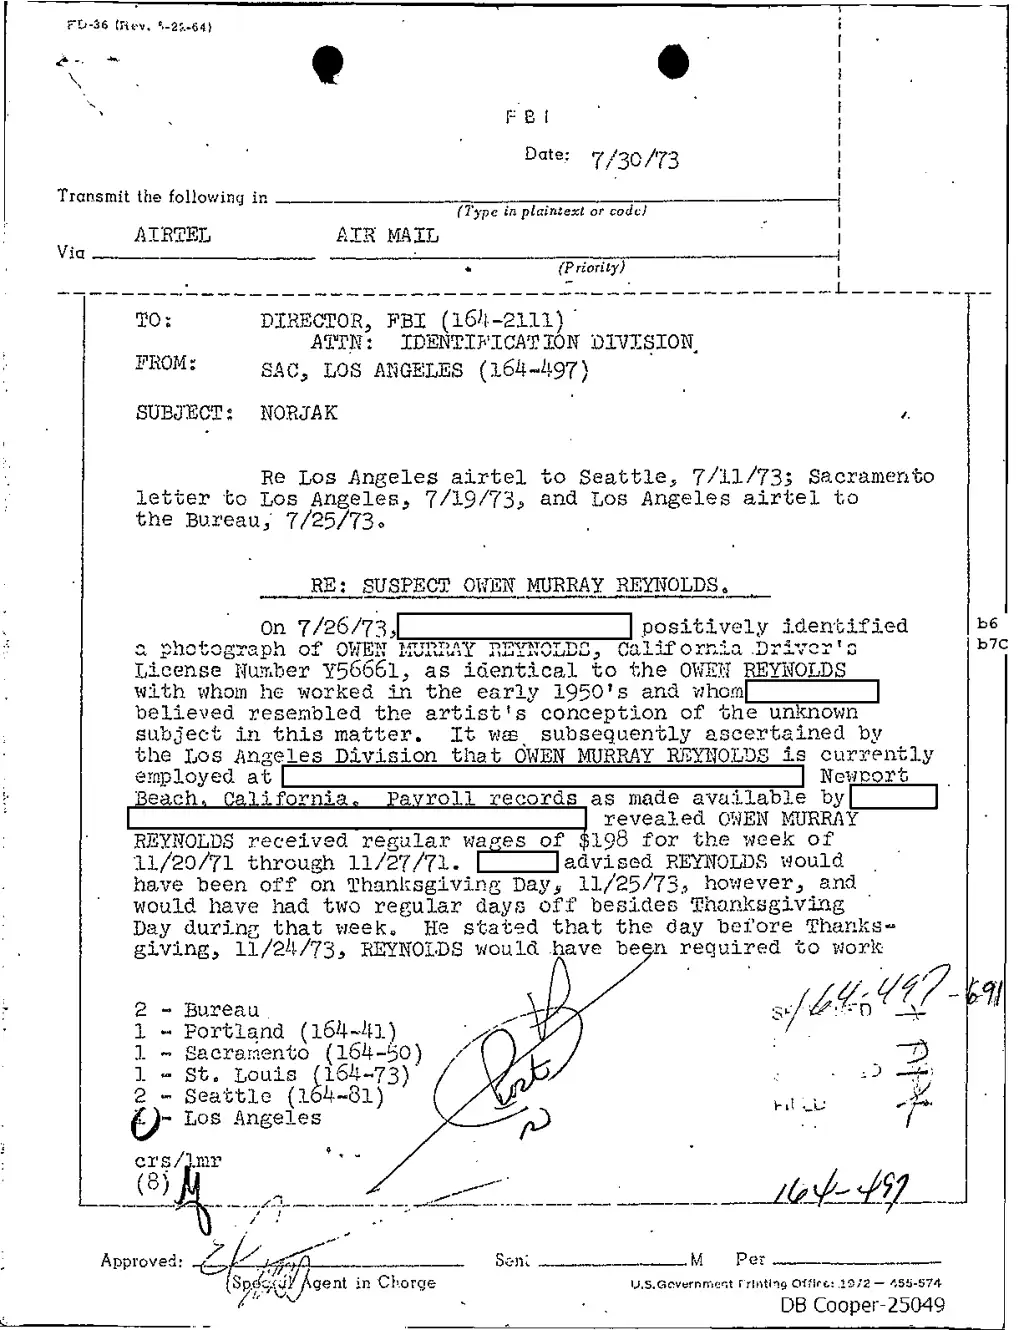 FD-36 (Rev. 5-22-64)
FBI
Date: 7/30/73
Transmit the following in
(Type in plaintext or code)
AIRTEL AIR MAIL
Via
(Priority)
TO: DIRECTOR, FBI (164-2111)
ATTN: IDENTIFICATION DIVISION
FROM: SAC, LOS ANGELES (164-497)
SUBJECT: NORJAK
Re Los Angeles airtel to Seattle, 7/11/73; Sacramento
letter to Los Angeles, 7/19/73, and Los Angeles airtel to
the Bureau, 7/25/73.
RE: SUSPECT OWEN MURRAY REYNOLDS.
On 7/26/73, positively identified b6
a photograph of OWEN MURRAY REYNOLDS, California Driver's b7C
License Number Y56661, as identical to the OWEN REYNOLDS
with whom he worked in the early 1950's and whom
believed resembled the artist's conception of the unknown
subject in this matter. It was subsequently ascertained by
the Los Angeles Division that OWEN MURRAY REYNOLDS is currently
employed at Newport
Beach, California. Payroll records as made available by
revealed OWEN MURRAY
REYNOLDS received regular wages of $198 for the week of
11/20/71 through 11/27/71. advised REYNOLDS would
have been off on Thanksgiving Day, 11/25/73, however, and
would have had two regular days off besides Thanksgiving
Day during that week. He stated that the day before Thanks-
giving, 11/24/73, REYNOLDS would have been required to work
2 - Bureau
1 - Portland (164-41)
1 - Sacramento (164-50)
1 - St. Louis (164-73)
2 - Seattle (164-81)
1 - Los Angeles
164-497-691
crs/lmr
(8)
164-497
Approved: Sent M Per
(Special Agent in Charge
U.S.Government Printing Office: 1972 — 455-574
DB Cooper-25049